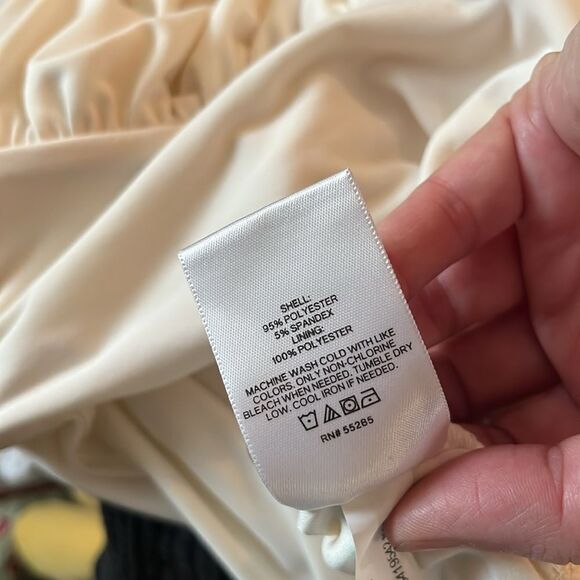 SHELL:
95% POLYESTER
5% SPANDEX
LINING:
100% POLYESTER
MACHINE WASH COLD WITH LIKE
COLORS. ONLY NON-CHLORINE
BLEACH WHEN NEEDED. TUMBLE DRY
LOW. COOL IRON IF NEEDED.
RN# 55285